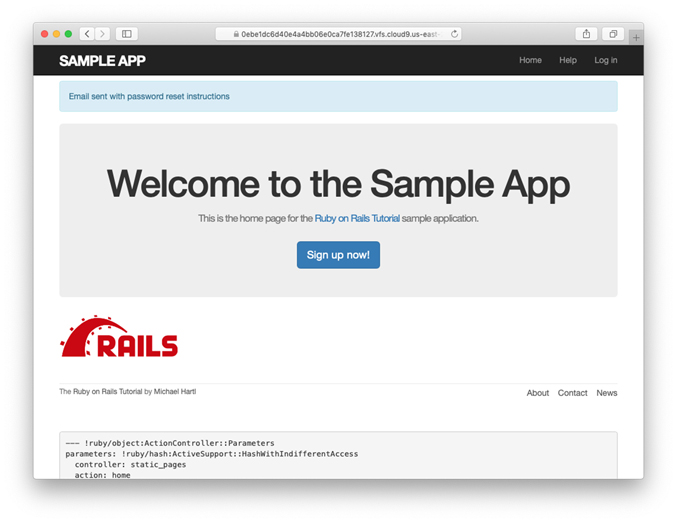 0ebe1dc6d40e4a4bb06e0ca7fe138127.vfs.cloud9.us-east-
SAMPLE APP
Home Help Log in
Email sent with password reset instructions
Welcome to the Sample App
This is the home page for the Ruby on Rails Tutorial sample application.
Sign up now!
RAILS
The Ruby on Rails Tutorial by Michael Hartl
About Contact News
--- !ruby/object:ActionController::Parameters
parameters: !ruby/hash:ActiveSupport::HashWithIndifferentAccess
  controller: static_pages
  action: home